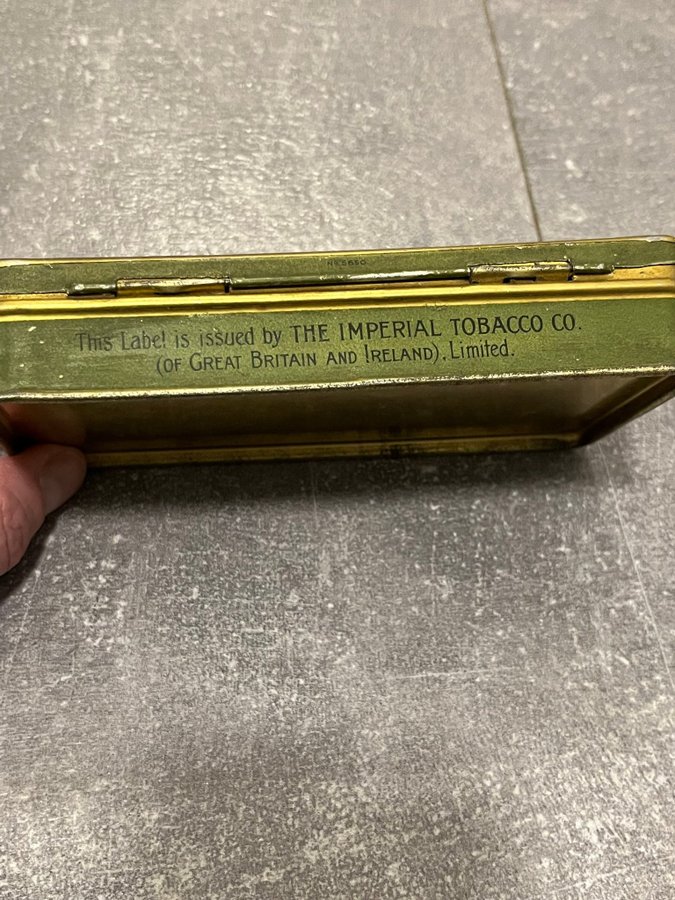 This Label is issued by THE IMPERIAL TOBACCO CO.
(OF GREAT BRITAIN AND IRELAND), Limited.